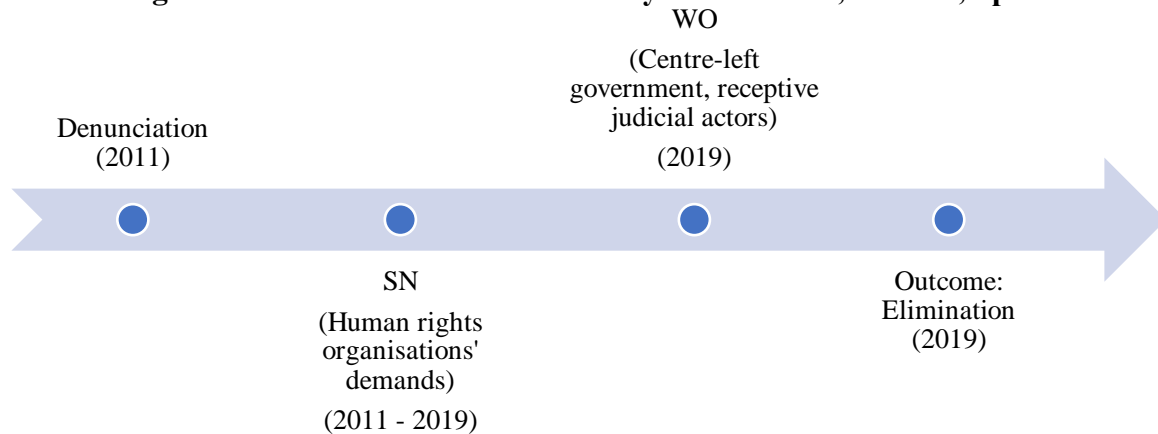 Denunciation
(2011)
SN
(Human rights
organisations'
demands)
(2011 - 2019)
WO
(Centre-left
government, receptive
judicial actors)
(2019)
Outcome:
Elimination
(2019)